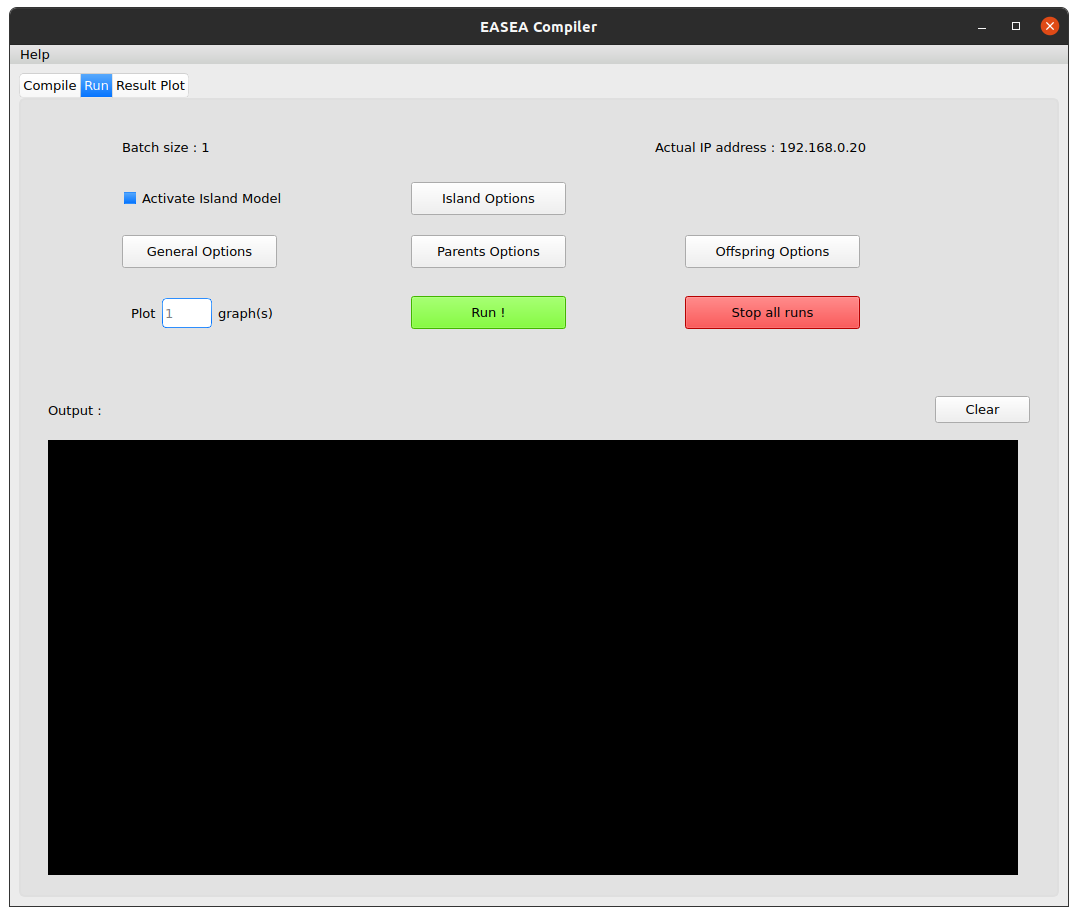 EASEA Compiler
Help
Compile Run Result Plot
Batch size : 1 Actual IP address : 192.168.0.20
Activate Island Model Island Options
General Options Parents Options Offspring Options
Plot 1 graph(s) Run ! Stop all runs
Output : Clear